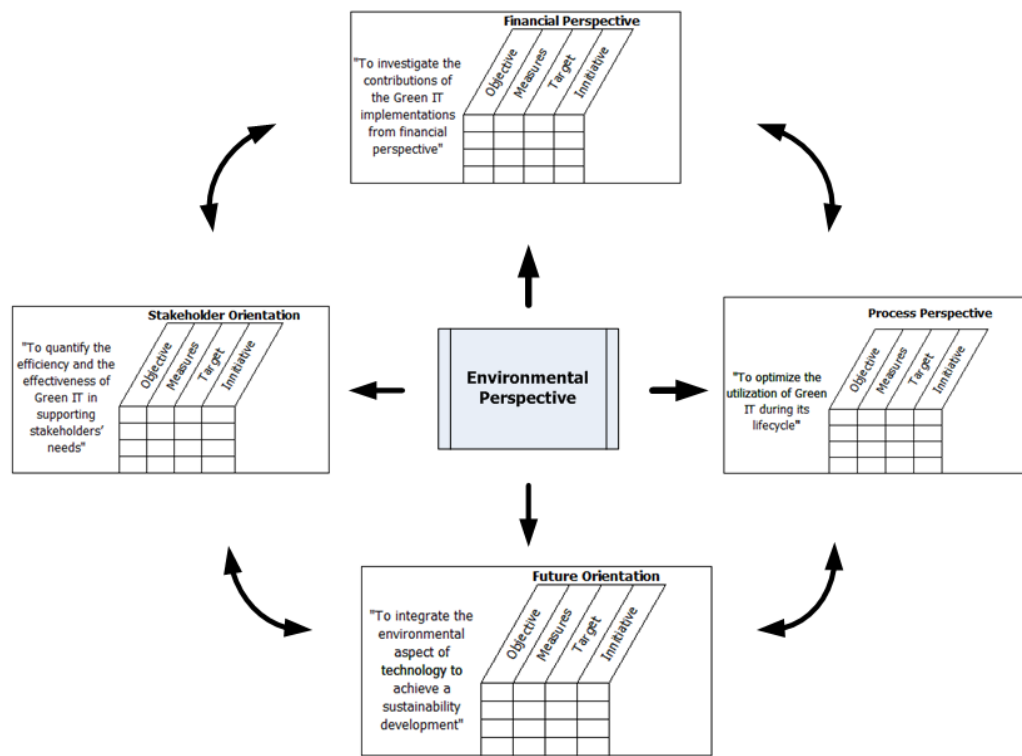 Financial Perspective
"To investigate the
contributions of
the Green IT
implementations
from financial
perspective"
Objective
Measures
Target
Innitiative
Stakeholder Orientation
"To quantify the
efficiency and the
effectiveness of
Green IT in
supporting
stakeholders'
needs"
Objective
Measures
Target
Innitiative
Environmental
Perspective
Process Perspective
"To optimize the
utilization of Green
IT during its
lifecycle"
Objective
Measures
Target
Innitiative
Future Orientation
"To integrate the
environmental
aspect of
technology to
achieve a
sustainability
development"
Objective
Measures
Target
Innitiative